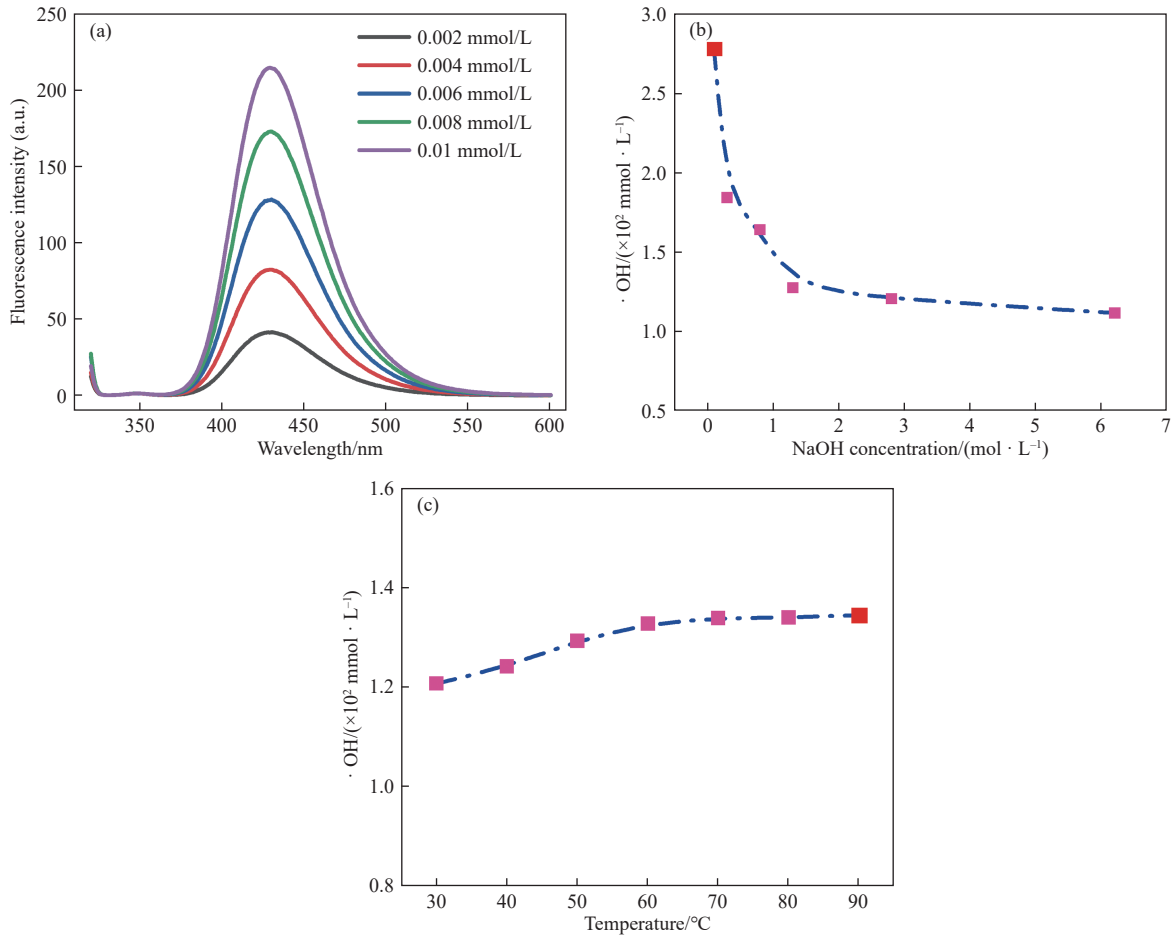 (a)
250
200
150
100
50
0
Fluorescence intensity (a.u.)
0.002 mmol/L
0.004 mmol/L
0.006 mmol/L
0.008 mmol/L
0.01 mmol/L
350 400 450 500 550 600
Wavelength/nm
(b)
3.0
2.5
2.0
1.5
1.0
0.5
· OH/(×10² mmol · L⁻¹)
0 1 2 3 4 5 6 7
NaOH concentration/(mol · L⁻¹)
(c)
1.6
1.4
1.2
1.0
0.8
· OH/(×10² mmol · L⁻¹)
30 40 50 60 70 80 90
Temperature/°C